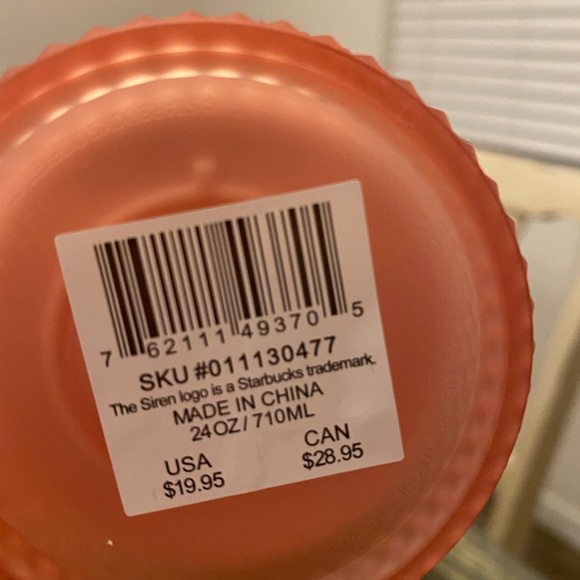 7 62111 49370 5
SKU #011130477
The Siren logo is a Starbucks trademark.
MADE IN CHINA
24 OZ / 710ML
USA CAN
$19.95 $28.95